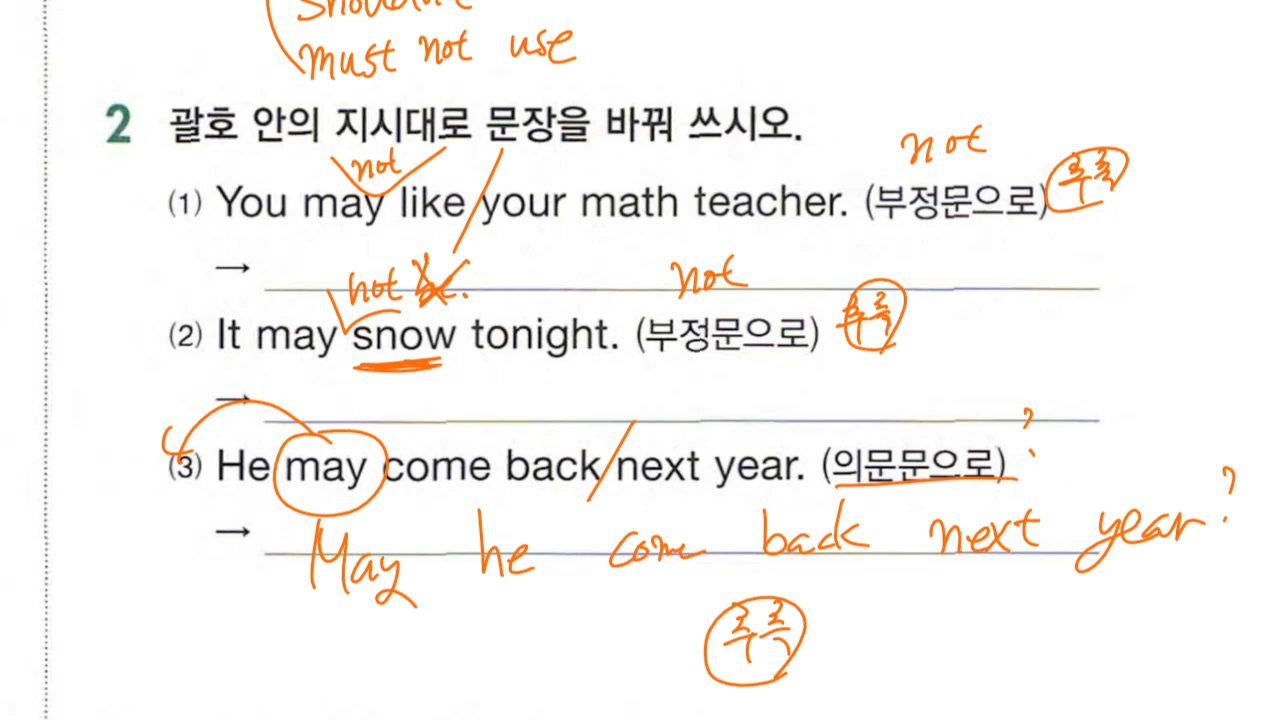 must not use
2 괄호 안의 지시대로 문장을 바꿔 쓰시오.
not
not
(1) You may like your math teacher. (부정문으로) 추측
→
not
not
(2) It may snow tonight. (부정문으로) 추측
→
?
(3) He may come back next year. (의문문으로)
→ May he come back next year?
추측